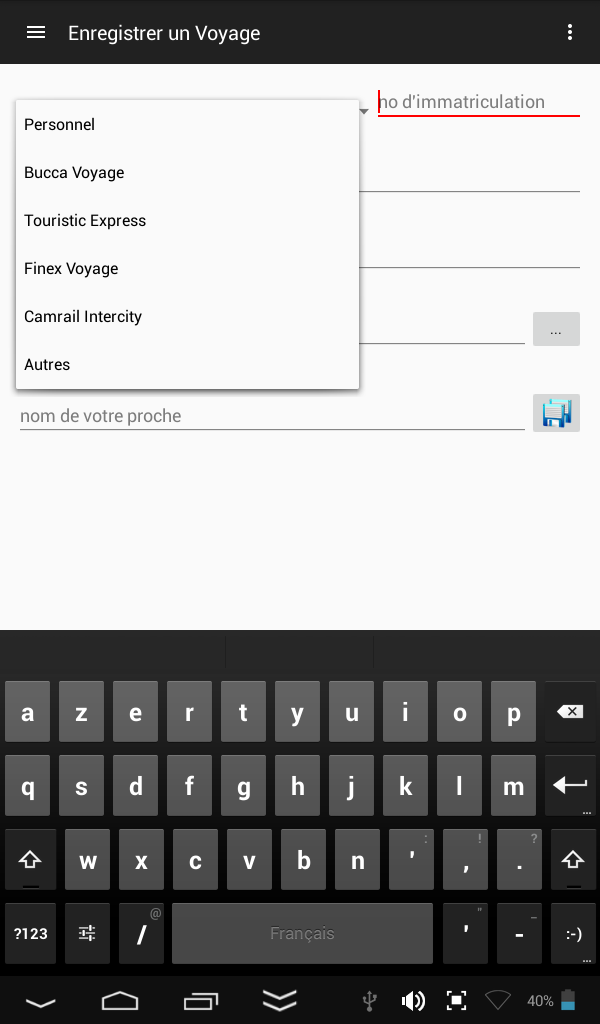 Enregistrer un Voyage
no d'immatriculation
Personnel
Bucca Voyage
Touristic Express
Finex Voyage
Camrail Intercity
...
Autres
nom de votre proche
a z e r t y u i o p
q s d f g h j k l m
...
: ! ?
w x c v b n ' , .
@ " _
?123 / Français ' - :-)
...
40%